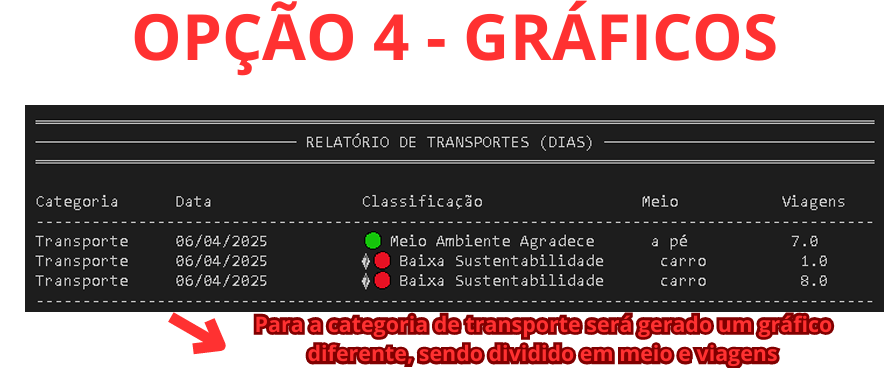 OPÇÃO 4 - GRÁFICOS
RELATÓRIO DE TRANSPORTES (DIAS)
Categoria Data Classificação Meio Viagens
Transporte 06/04/2025 🟢 Meio Ambiente Agradece a pé 7.0
Transporte 06/04/2025 �🔴 Baixa Sustentabilidade carro 1.0
Transporte 06/04/2025 �🔴 Baixa Sustentabilidade carro 8.0
Para a categoria de transporte será gerado um gráfico
diferente, sendo dividido em meio e viagens